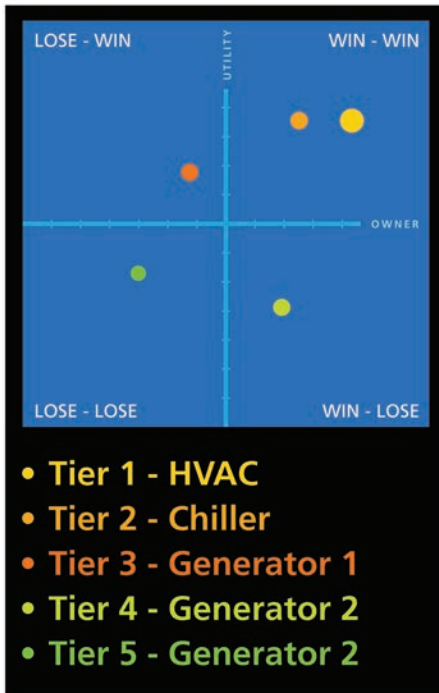 LOSE - WIN
UTILITY
WIN - WIN
OWNER
LOSE - LOSE
WIN - LOSE
• Tier 1 - HVAC
• Tier 2 - Chiller
• Tier 3 - Generator 1
• Tier 4 - Generator 2
• Tier 5 - Generator 2